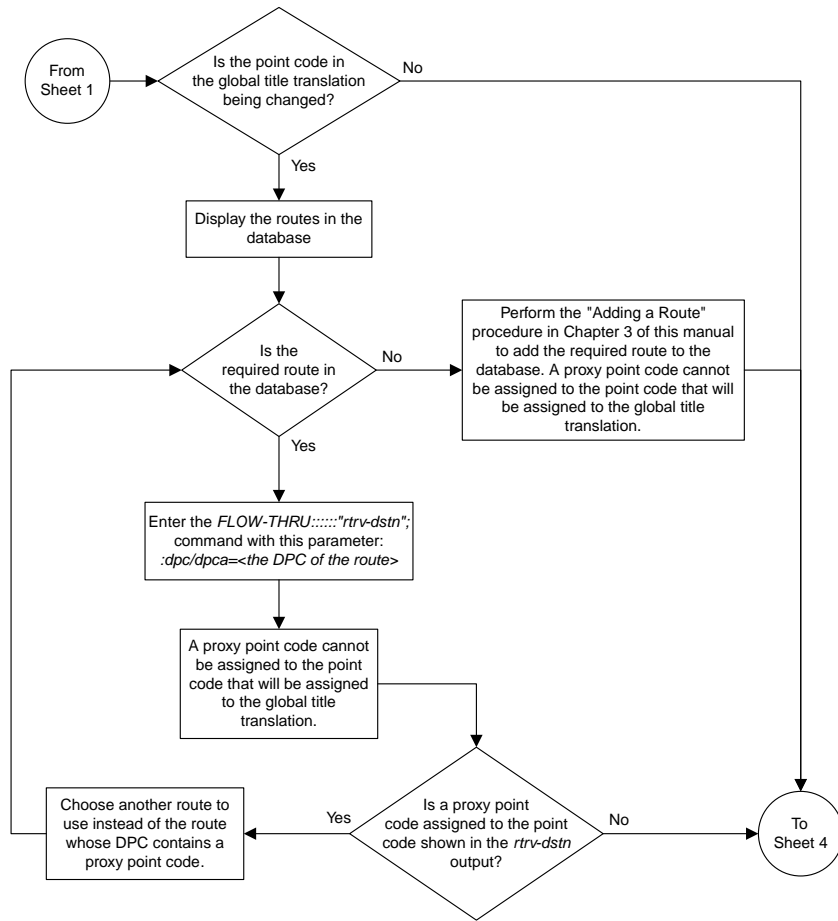 From
Sheet 1
Is the point code in
the global title translation
being changed?
No
Yes
Display the routes in the
database
Is the
required route in
the database?
No
Perform the "Adding a Route"
procedure in Chapter 3 of this manual
to add the required route to the
database. A proxy point code cannot
be assigned to the point code that will
be assigned to the global title
translation.
Yes
Enter the FLOW-THRU::::::"rtrv-dstn";
command with this parameter:
:dpc/dpca=<the DPC of the route>
A proxy point code cannot
be assigned to the point
code that will be assigned
to the global title
translation.
Is a proxy point
code assigned to the point
code shown in the rtrv-dstn
output?
Yes
Choose another route to
use instead of the route
whose DPC contains a
proxy point code.
No
To
Sheet 4